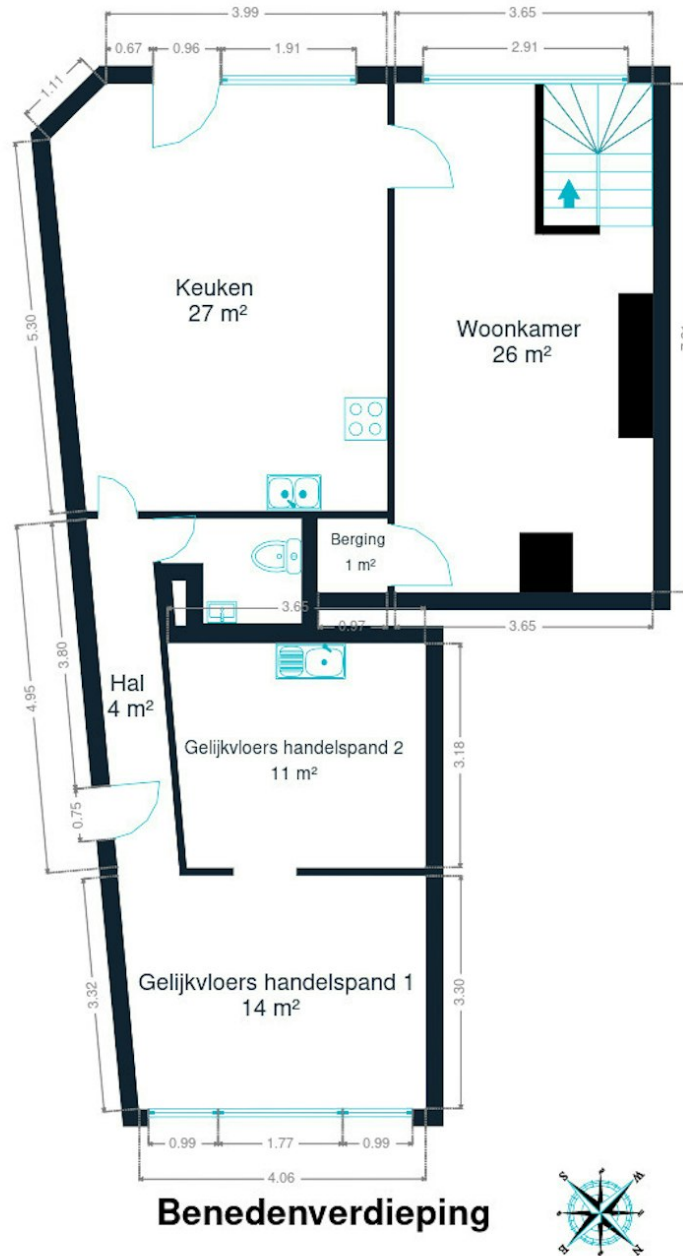 3.99
3.65
0.67
0.96
1.91
2.91
1.11
5.30
Keuken
27 m²
Woonkamer
26 m²
Berging
1 m²
3.65
0.97
3.65
3.80
4.95
Hal
4 m²
Gelijkvloers handelspand 2
11 m²
3.18
0.75
Gelijkvloers handelspand 1
14 m²
3.32
3.30
0.99
1.77
0.99
4.06
Benedenverdieping
S
W
E
N